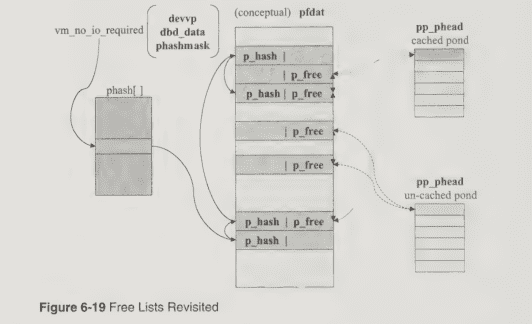 vm_no_io_required
devvp
dbd_data
phashmask
(conceptual) pfdat
pp_phead
cached pond
phash[ ]
p_hash |
| p_free
p_hash | p_free
| p_free
| p_free
p_hash | p_free
p_hash |
pp_phead
un-cached pond
Figure 6-19 Free Lists Revisited